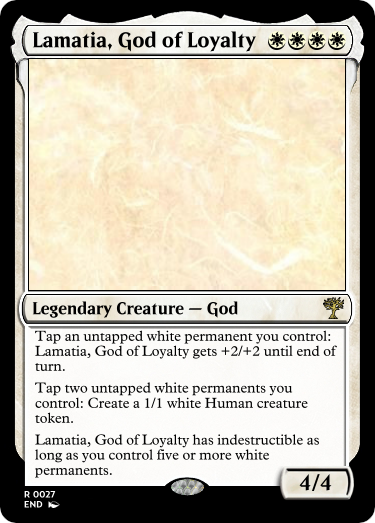 Lamatia, God of Loyalty
Legendary Creature — God
Tap an untapped white permanent you control:
Lamatia, God of Loyalty gets +2/+2 until end of
turn.
Tap two untapped white permanents you
control: Create a 1/1 white Human creature
token.
Lamatia, God of Loyalty has indestructible as
long as you control five or more white
permanents.
4/4
R 0027
END